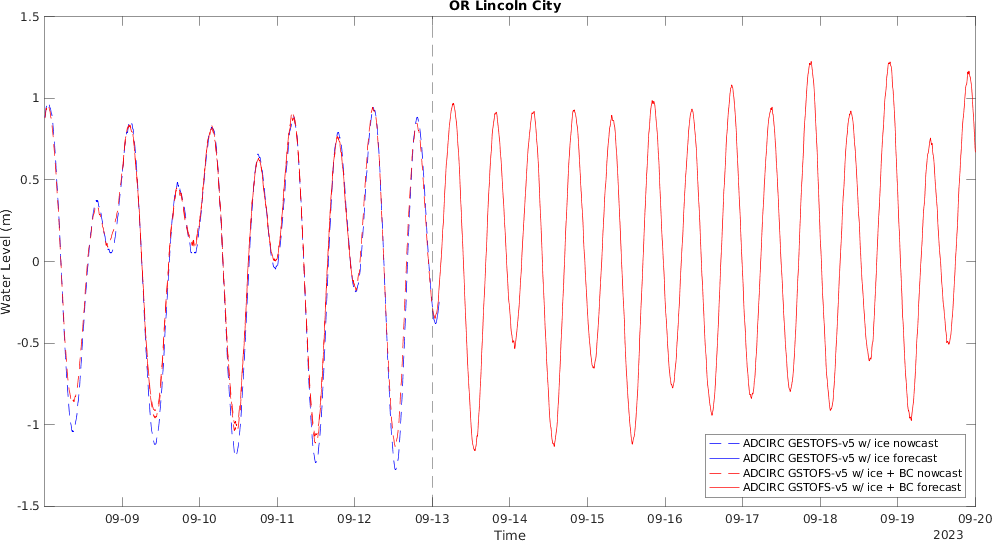 OR Lincoln City
1.5
1
0.5
0
-0.5
-1
-1.5
Water Level (m)
09-09 09-10 09-11 09-12 09-13 09-14 09-15 09-16 09-17 09-18 09-19 09-20
Time
2023
ADCIRC GESTOFS-v5 w/ ice nowcast
ADCIRC GESTOFS-v5 w/ ice forecast
ADCIRC GSTOFS-v5 w/ ice + BC nowcast
ADCIRC GSTOFS-v5 w/ ice + BC forecast